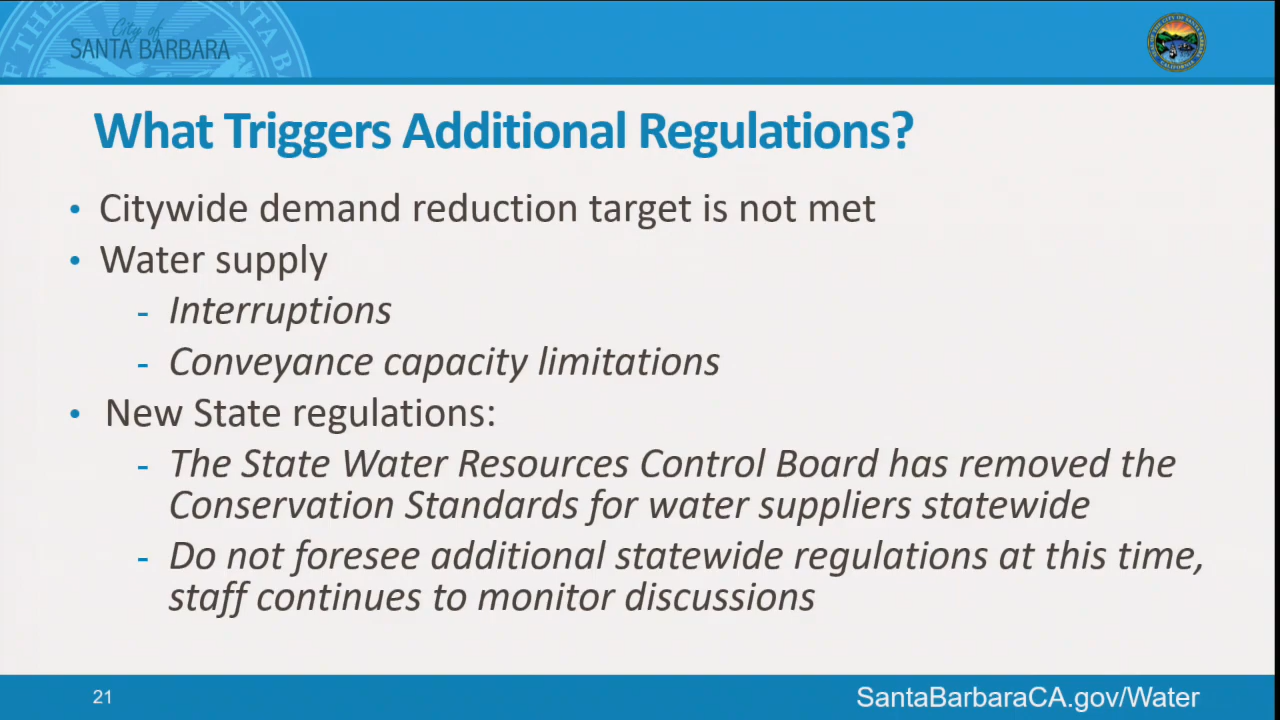 City of
SANTA BARBARA
What Triggers Additional Regulations?
• Citywide demand reduction target is not met
• Water supply
- Interruptions
- Conveyance capacity limitations
• New State regulations:
- The State Water Resources Control Board has removed the
Conservation Standards for water suppliers statewide
- Do not foresee additional statewide regulations at this time,
staff continues to monitor discussions
21
SantaBarbaraCA.gov/Water